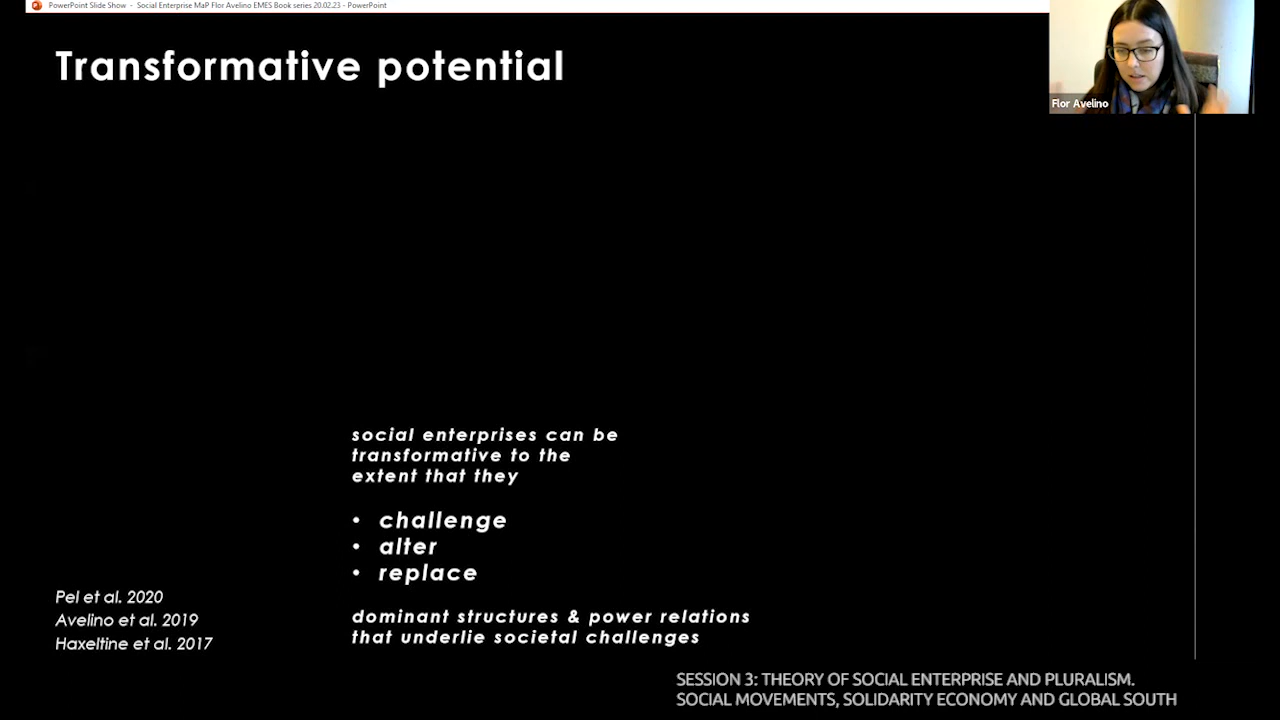 PowerPoint Slide Show - Social Enterprise MaP Flor Avelino EMES Book series 20.02.23 - PowerPoint
Transformative potential
Flor Avelino
social enterprises can be
transformative to the
extent that they
• challenge
• alter
• replace
dominant structures & power relations
that underlie societal challenges
Pel et al. 2020
Avelino et al. 2019
Haxeltine et al. 2017
SESSION 3: THEORY OF SOCIAL ENTERPRISE AND PLURALISM.
SOCIAL MOVEMENTS, SOLIDARITY ECONOMY AND GLOBAL SOUTH